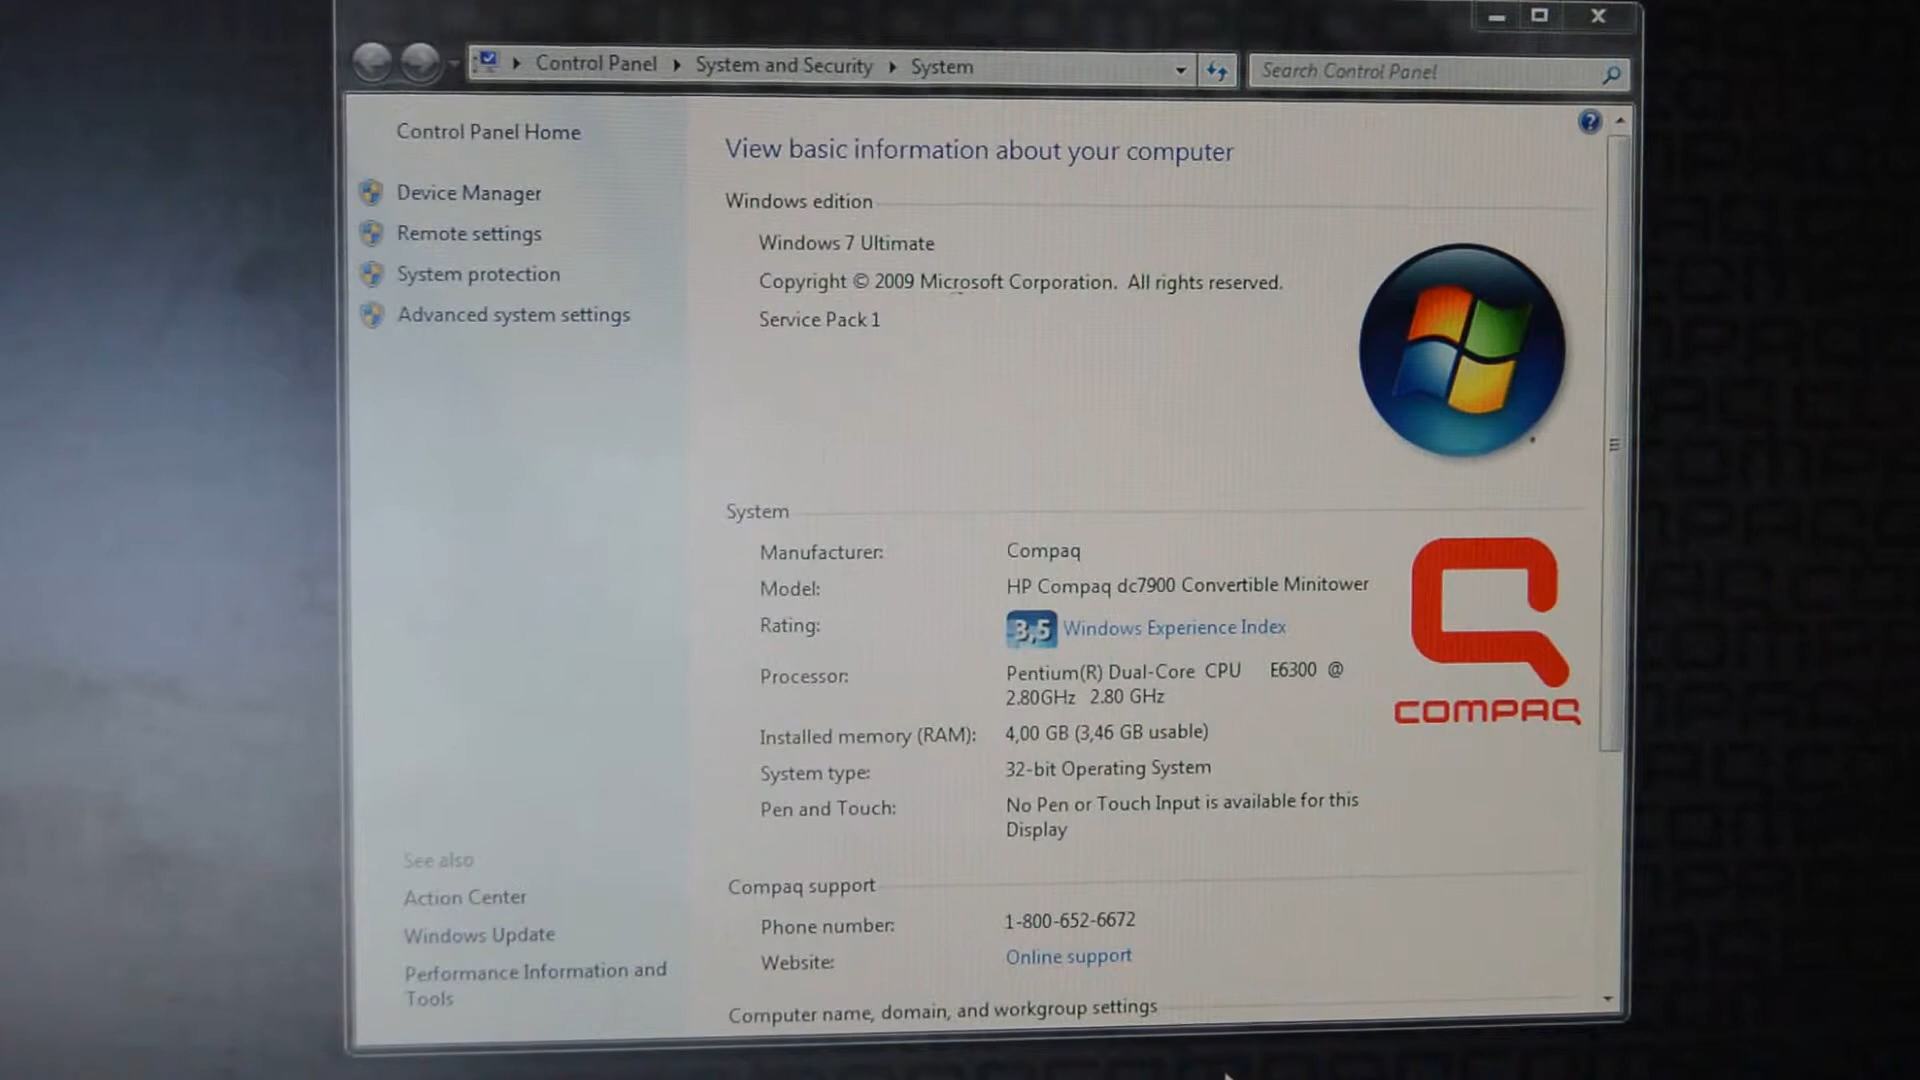 Control Panel ▸ System and Security ▸ System
Search Control Panel
Control Panel Home
Device Manager
Remote settings
System protection
Advanced system settings
See also
Action Center
Windows Update
Performance Information and
Tools
View basic information about your computer
Windows edition
Windows 7 Ultimate
Copyright © 2009 Microsoft Corporation. All rights reserved.
Service Pack 1
System
Manufacturer: Compaq
Model: HP Compaq dc7900 Convertible Minitower
Rating: 3,5 Windows Experience Index
Processor: Pentium(R) Dual-Core CPU E6300 @
2.80GHz 2.80 GHz
Installed memory (RAM): 4,00 GB (3,46 GB usable)
System type: 32-bit Operating System
Pen and Touch: No Pen or Touch Input is available for this
Display
COMPAQ
Compaq support
Phone number: 1-800-652-6672
Website: Online support
Computer name, domain, and workgroup settings